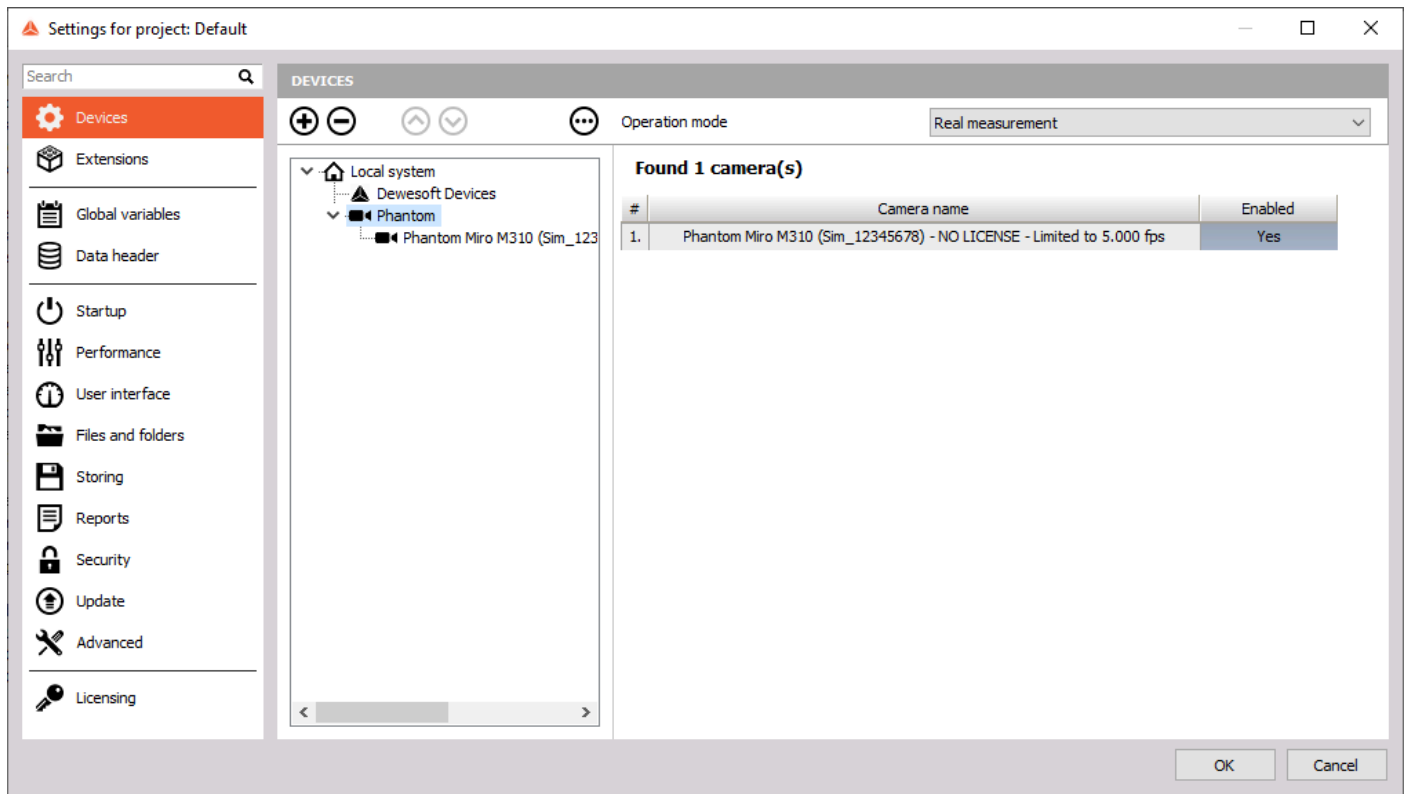 Settings for project: Default
Search
Devices
Extensions
Global variables
Data header
Startup
Performance
User interface
Files and folders
Storing
Reports
Security
Update
Advanced
Licensing
DEVICES
Operation mode
Real measurement
Local system
Dewesoft Devices
Phantom
Phantom Miro M310 (Sim_123
Found 1 camera(s)
# Camera name Enabled
1. Phantom Miro M310 (Sim_12345678) - NO LICENSE - Limited to 5.000 fps Yes
OK Cancel